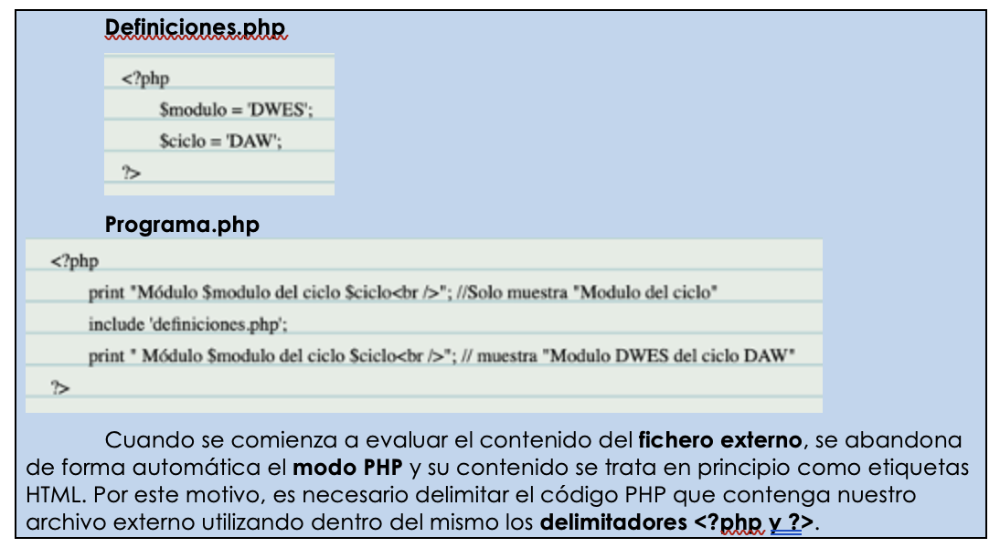 Definiciones.php
<?php
$modulo = 'DWES';
$ciclo = 'DAW';
?>
Programa.php
<?php
print "Módulo $modulo del ciclo $ciclo<br />"; //Solo muestra "Modulo del ciclo"
include 'definiciones.php';
print " Módulo $modulo del ciclo $ciclo<br />"; // muestra "Modulo DWES del ciclo DAW"
?>
Cuando se comienza a evaluar el contenido del fichero externo, se abandona
de forma automática el modo PHP y su contenido se trata en principio como etiquetas
HTML. Por este motivo, es necesario delimitar el código PHP que contenga nuestro
archivo externo utilizando dentro del mismo los delimitadores <?php y ?>.